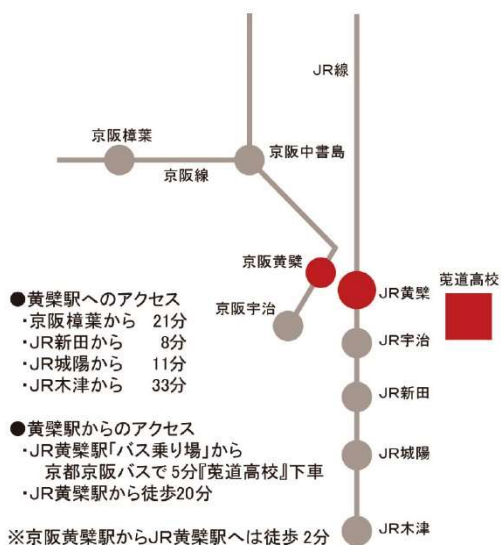 JR線
京阪樟葉
京阪中書島
京阪線
京阪黄檗
莵道高校
JR黄檗
京阪宇治
JR宇治
JR新田
JR城陽
JR木津
●黄檗駅へのアクセス
・京阪樟葉から 21分
・JR新田から 8分
・JR城陽から 11分
・JR木津から 33分
●黄檗駅からのアクセス
・JR黄檗駅「バス乗り場」から
京都京阪バスで5分『莵道高校』下車
・JR黄檗駅から徒歩20分
※京阪黄檗駅からJR黄檗駅へは徒歩2分